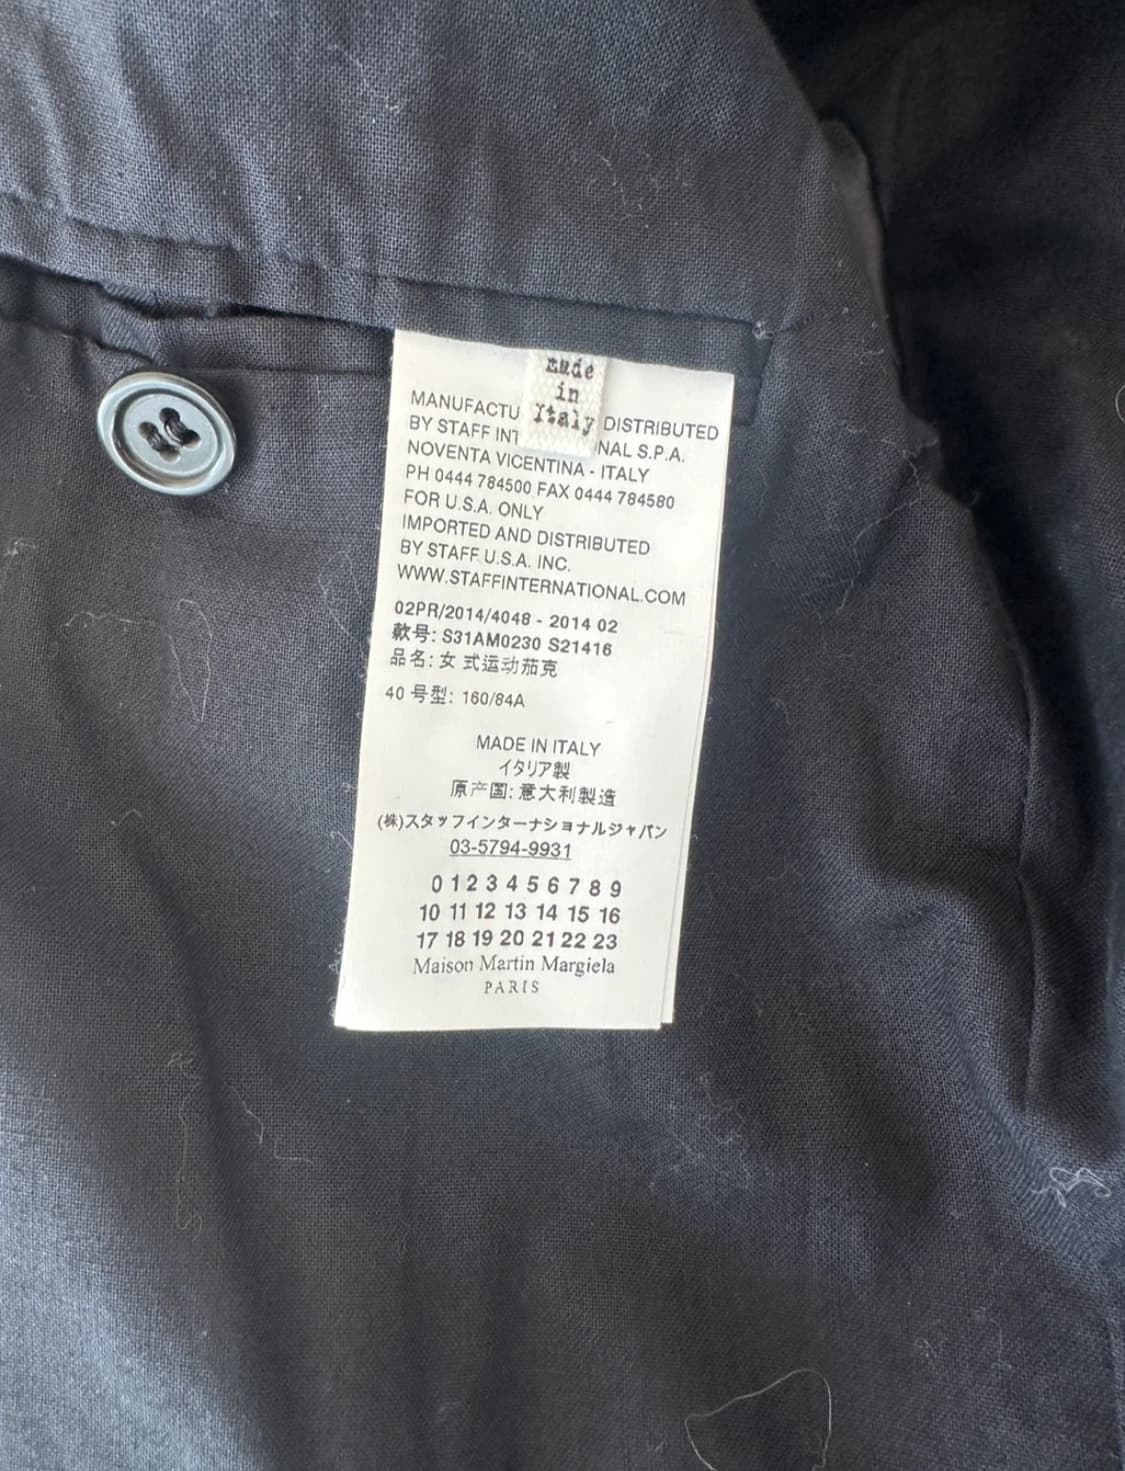 Made
in
Italy
MANUFACTU DISTRIBUTED
BY STAFF INT NAL S.P.A.
NOVENTA VICENTINA - ITALY
PH 0444 784500 FAX 0444 784580
FOR U.S.A. ONLY
IMPORTED AND DISTRIBUTED
BY STAFF U.S.A. INC.
WWW.STAFFINTERNATIONAL.COM
02PR/2014/4048 - 2014 02
款号: S31AM0230 S21416
品名: 女 式运动茄克
40 号型: 160/84A
MADE IN ITALY
イタリア製
原产国: 意大利製造
(株)スタッフインターナショナルジャパン
03-5794-9931
0 1 2 3 4 5 6 7 8 9
10 11 12 13 14 15 16
17 18 19 20 21 22 23
Maison Martin Margiela
PARIS